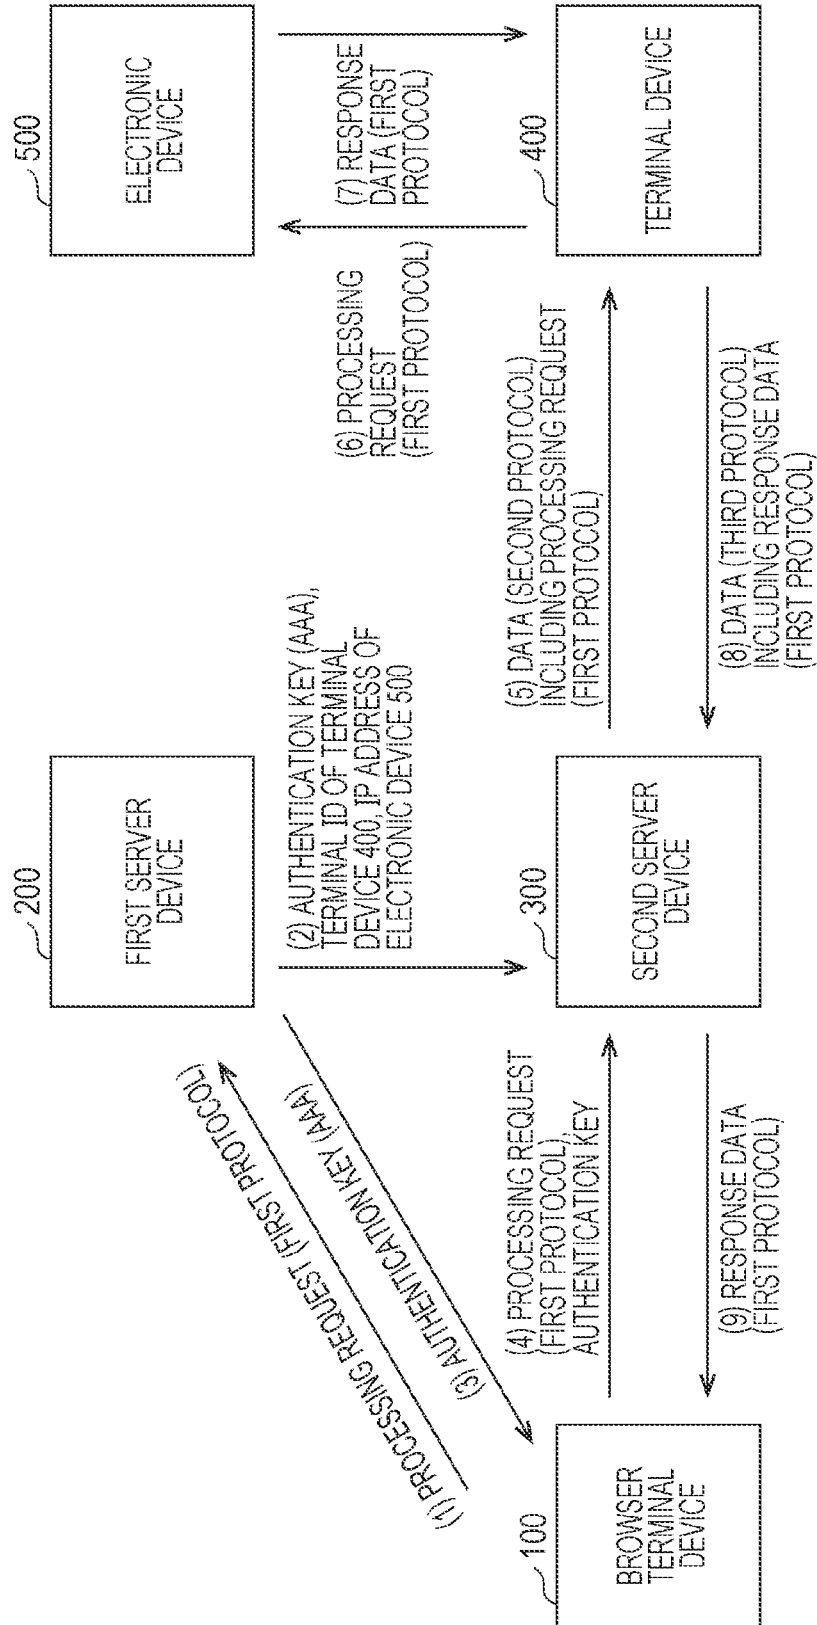 500
ELECTRONIC
DEVICE
(7) RESPONSE
DATA (FIRST
PROTOCOL)
400
TERMINAL DEVICE
(6) PROCESSING
REQUEST
(FIRST PROTOCOL)
(5) DATA (SECOND PROTOCOL)
INCLUDING PROCESSING REQUEST
(FIRST PROTOCOL)
(8) DATA (THIRD PROTOCOL)
INCLUDING RESPONSE DATA
(FIRST PROTOCOL)
200
FIRST SERVER
DEVICE
(2) AUTHENTICATION KEY (AAA),
TERMINAL ID OF TERMINAL
DEVICE 400, IP ADDRESS OF
ELECTRONIC DEVICE 500
300
SECOND SERVER
DEVICE
(1) PROCESSING REQUEST (FIRST PROTOCOL)
(3) AUTHENTICATION KEY (AAA)
(4) PROCESSING REQUEST
(FIRST PROTOCOL),
AUTHENTICATION KEY
(9) RESPONSE DATA
(FIRST PROTOCOL)
100
BROWSER
TERMINAL
DEVICE